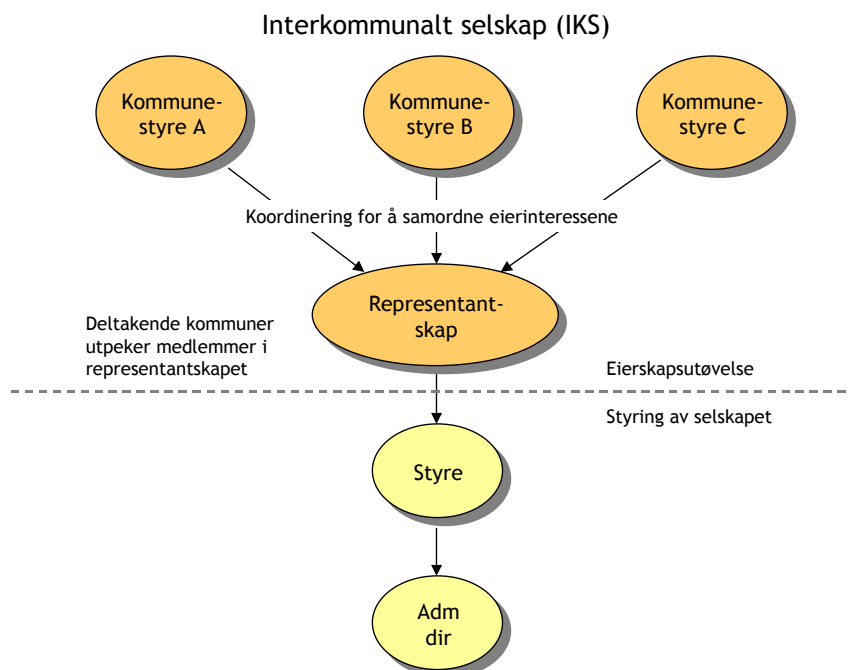 Interkommunalt selskap (IKS)
Kommune-
styre A
Kommune-
styre B
Kommune-
styre C
Koordinering for å samordne eierinteressene
Representant-
skap
Deltakende kommuner
utpeker medlemmer i
representantskapet
Eierskapsutøvelse
Styring av selskapet
Styre
Adm
dir